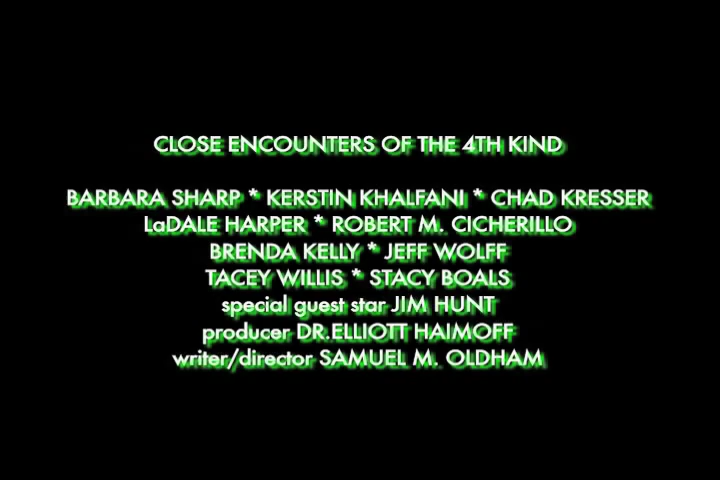 CLOSE ENCOUNTERS OF THE 4TH KIND
BARBARA SHARP * KERSTIN KHALFANI * CHAD KRESSER
LaDALE HARPER * ROBERT M. CICHERILLO
BRENDA KELLY * JEFF WOLFF
TACEY WILLIS * STACY BOALS
special guest star JIM HUNT
producer DR.ELLIOTT HAIMOFF
writer/director SAMUEL M. OLDHAM